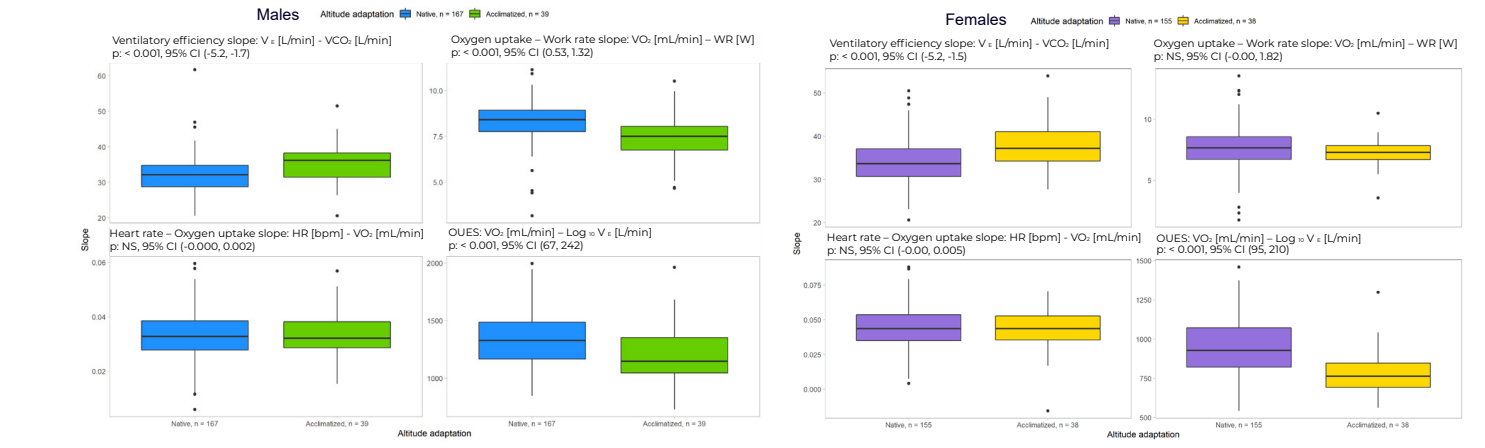 Males Altitude adaptation Native, n = 167 Acclimatized, n = 39
Ventilatory efficiency slope: V E [L/min] - VCO₂ [L/min]
p: < 0.001, 95% CI (-5.2, -1.7)
60
50
40
30
20
Oxygen uptake – Work rate slope: VO₂ [mL/min] – WR [W]
p: < 0.001, 95% CI (0.53, 1.32)
10.0
7.5
5.0
Slope
Heart rate – Oxygen uptake slope: HR [bpm] - VO₂ [mL/min]
p: NS, 95% CI (-0.000, 0.002)
0.06
0.04
0.02
Native, n = 167
Acclimatized, n = 39
OUES: VO₂ [mL/min] – Log ₁₀ V E [L/min]
p: < 0.001, 95% CI (67, 242)
2000
1500
1000
Native, n = 167
Acclimatized, n = 39
Altitude adaptation
Females Altitude adaptation Native, n = 155 Acclimatized, n = 38
Ventilatory efficiency slope: V E [L/min] - VCO₂ [L/min]
p: < 0.001, 95% CI (-5.2, -1.5)
50
40
30
20
Oxygen uptake – Work rate slope: VO₂ [mL/min] – WR [W]
p: NS, 95% CI (-0.00, 1.82)
10
5
Slope
Heart rate – Oxygen uptake slope: HR [bpm] - VO₂ [mL/min]
p: NS, 95% CI (-0.00, 0.005)
0.075
0.050
0.025
0.000
Native, n = 155
Acclimatized, n = 38
OUES: VO₂ [mL/min] – Log ₁₀ V E [L/min]
p: < 0.001, 95% CI (95, 210)
1500
1000
750
500
Native, n = 155
Acclimatized, n = 38
Altitude adaptation